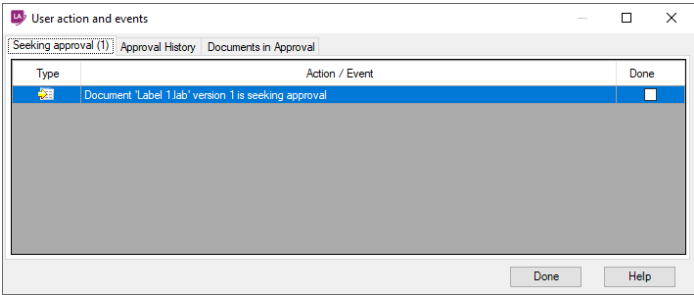 LA
User action and events
Seeking approval (1) Approval History Documents in Approval
Type Action / Event Done
Document 'Label 1.lab' version 1 is seeking approval
Done Help